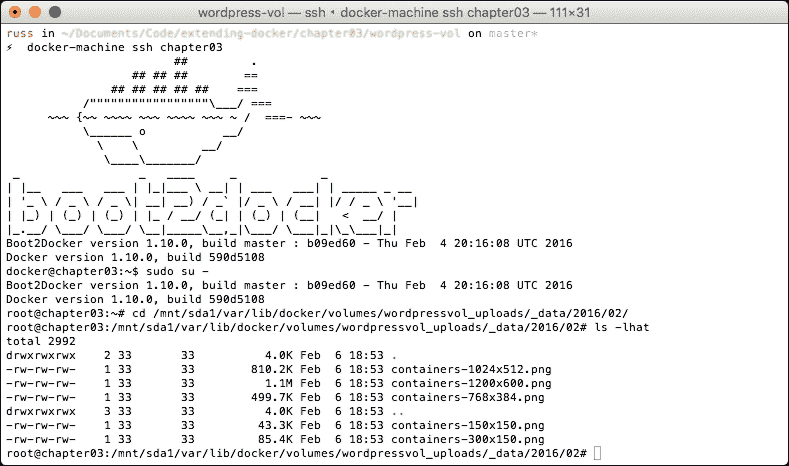 wordpress-vol — ssh • docker-machine ssh chapter03 — 111×31
russ in ~/Documents/Code/extending-docker/chapter03/wordpress-vol on master*
⚡ docker-machine ssh chapter03
                        ##         .
                  ## ## ##        ==
               ## ## ## ## ##    ===
           /"""""""""""""""""\___/ ===
      ~~~ {~~ ~~~~ ~~~ ~~~~ ~~~ ~ /  ===- ~~~
           \______ o           __/
             \    \         __/
              \____\_______/
 _                 _   ____     _            _
| |__   ___   ___ | |_|___ \ __| | ___   ___| | _____ _ __
| '_ \ / _ \ / _ \| __| __) / _` |/ _ \ / __| |/ / _ \ '__|
| |_) | (_) | (_) | |_ / __/ (_| | (_) | (__|   <  __/ |
|_.__/ \___/ \___/ \__|_____\__,_|\___/ \___|_|\_\___|_|
Boot2Docker version 1.10.0, build master : b09ed60 - Thu Feb  4 20:16:08 UTC 2016
Docker version 1.10.0, build 590d5108
docker@chapter03:~$ sudo su -
Boot2Docker version 1.10.0, build master : b09ed60 - Thu Feb  4 20:16:08 UTC 2016
Docker version 1.10.0, build 590d5108
root@chapter03:~# cd /mnt/sda1/var/lib/docker/volumes/wordpressvol_uploads/_data/2016/02/
root@chapter03:/mnt/sda1/var/lib/docker/volumes/wordpressvol_uploads/_data/2016/02# ls -lhat
total 2992
drwxrwxrwx    2 33       33          4.0K Feb  6 18:53 .
-rw-rw-rw-    1 33       33        810.2K Feb  6 18:53 containers-1024x512.png
-rw-rw-rw-    1 33       33          1.1M Feb  6 18:53 containers-1200x600.png
-rw-rw-rw-    1 33       33        499.7K Feb  6 18:53 containers-768x384.png
drwxrwxrwx    3 33       33          4.0K Feb  6 18:53 ..
-rw-rw-rw-    1 33       33         43.3K Feb  6 18:53 containers-150x150.png
-rw-rw-rw-    1 33       33         85.4K Feb  6 18:53 containers-300x150.png
root@chapter03:/mnt/sda1/var/lib/docker/volumes/wordpressvol_uploads/_data/2016/02#